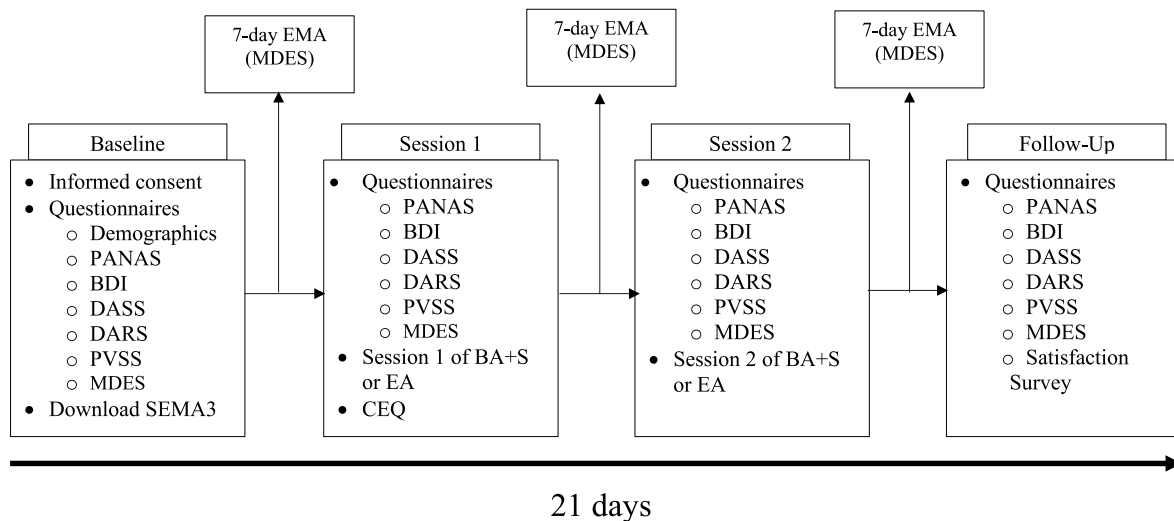 7-day EMA
(MDES)
7-day EMA
(MDES)
7-day EMA
(MDES)
Baseline
• Informed consent
• Questionnaires
○ Demographics
○ PANAS
○ BDI
○ DASS
○ DARS
○ PVSS
○ MDES
• Download SEMA3
Session 1
• Questionnaires
○ PANAS
○ BDI
○ DASS
○ DARS
○ PVSS
○ MDES
• Session 1 of BA+S
or EA
• CEQ
Session 2
• Questionnaires
○ PANAS
○ BDI
○ DASS
○ DARS
○ PVSS
○ MDES
• Session 2 of BA+S
or EA
Follow-Up
• Questionnaires
○ PANAS
○ BDI
○ DASS
○ DARS
○ PVSS
○ MDES
○ Satisfaction
Survey
21 days